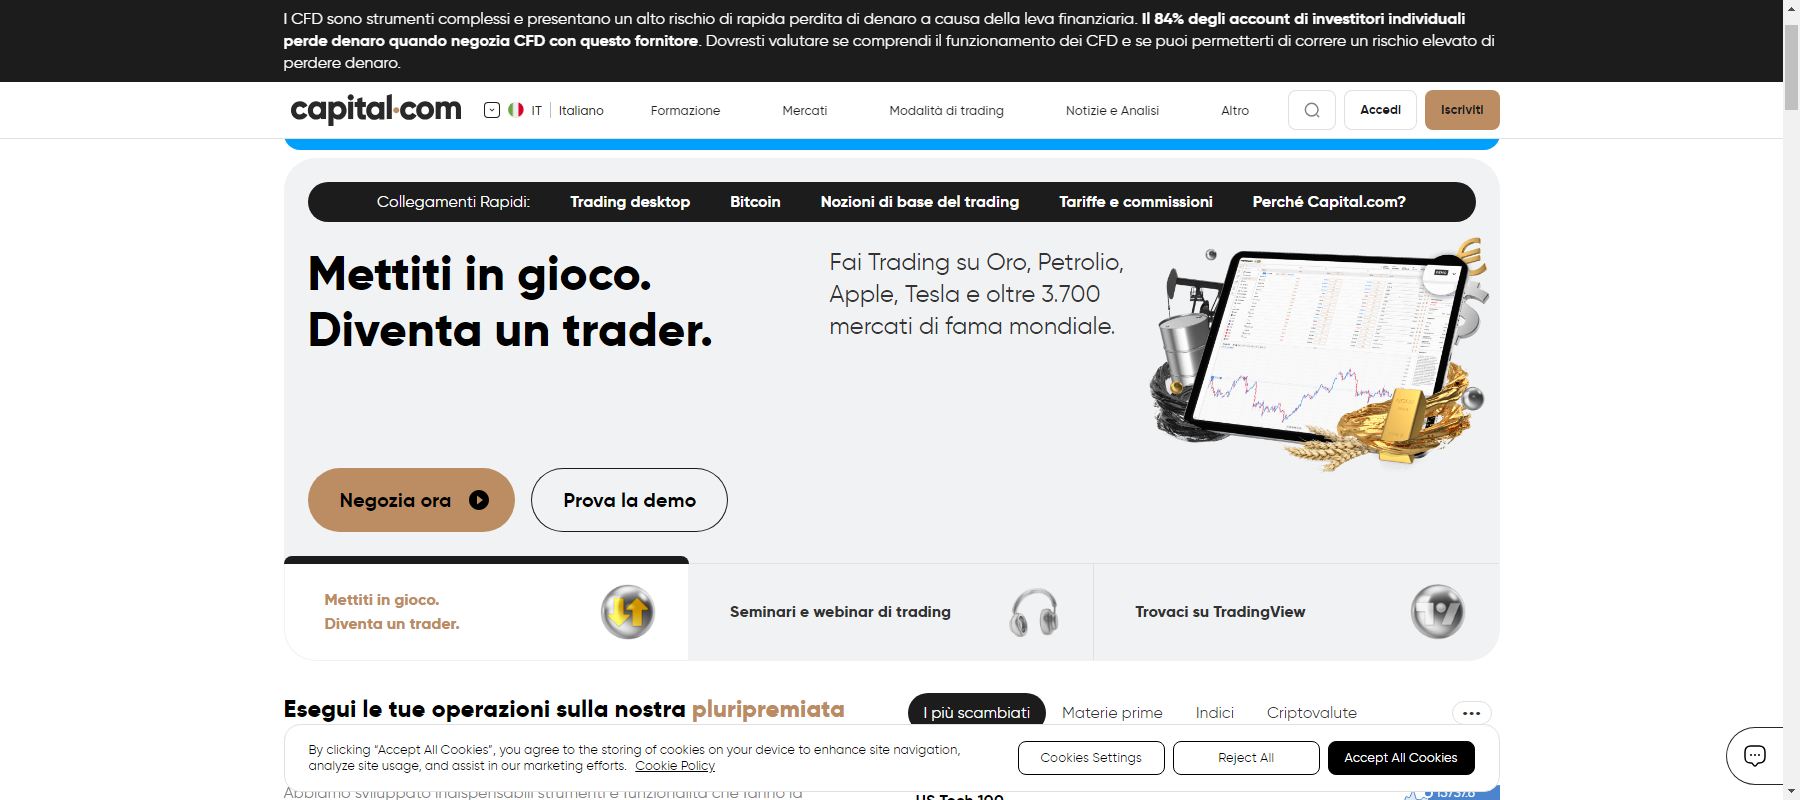 I CFD sono strumenti complessi e presentano un alto rischio di rapida perdita di denaro a causa della leva finanziaria. Il 84% degli account di investitori individuali
perde denaro quando negozia CFD con questo fornitore. Dovresti valutare se comprendi il funzionamento dei CFD e se puoi permetterti di correre un rischio elevato di
perdere denaro.
capital.com
IT | Italiano
Formazione
Mercati
Modalità di trading
Notizie e Analisi
Altro
Accedi
Iscriviti
Collegamenti Rapidi:
Trading desktop
Bitcoin
Nozioni di base del trading
Tariffe e commissioni
Perché Capital.com?
Mettiti in gioco.
Diventa un trader.
Fai Trading su Oro, Petrolio,
Apple, Tesla e oltre 3.700
mercati di fama mondiale.
Negozia ora
Prova la demo
Mettiti in gioco.
Diventa un trader.
Seminari e webinar di trading
Trovaci su TradingView
Esegui le tue operazioni sulla nostra pluripremiata
I più scambiati
Materie prime
Indici
Criptovalute
By clicking “Accept All Cookies”, you agree to the storing of cookies on your device to enhance site navigation,
analyze site usage, and assist in our marketing efforts. Cookie Policy
Cookies Settings
Reject All
Accept All Cookies
Abbiamo sviluppato indispensabili strumenti e funzionalità che fanno la
US Tech 100